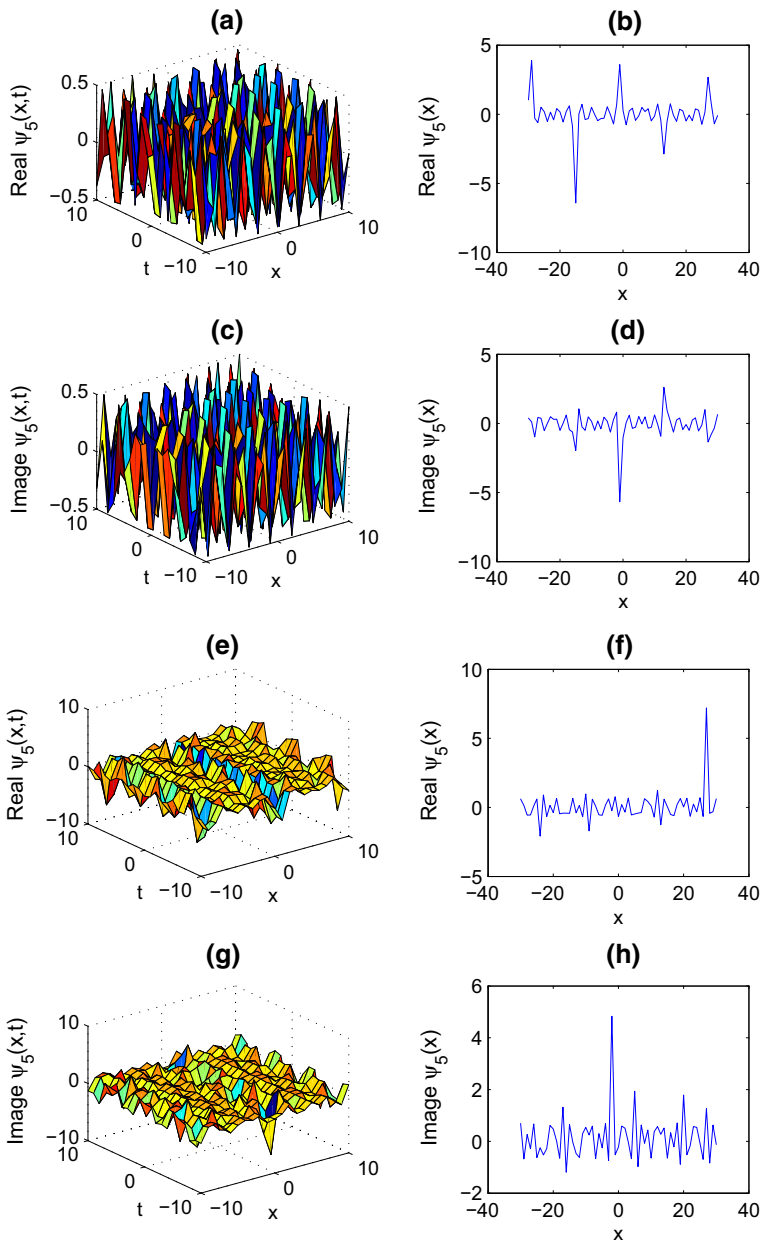 (a)
Real ψ5(x,t)
0.5
0
−0.5
10
0
−10
t
−10
0
10
x
(b)
Real ψ5(x)
5
0
−5
−10
−40
−20
0
20
40
x
(c)
Image ψ5(x,t)
0.5
0
−0.5
10
0
−10
t
−10
0
10
x
(d)
Image ψ5(x)
5
0
−5
−10
−40
−20
0
20
40
x
(e)
Real ψ5(x,t)
10
0
−10
10
0
−10
t
−10
0
10
x
(f)
Real ψ5(x)
10
5
0
−5
−40
−20
0
20
40
x
(g)
Image ψ5(x,t)
10
0
−10
10
0
−10
t
−10
0
10
x
(h)
Image ψ5(x)
6
4
2
0
−2
−40
−20
0
20
40
x